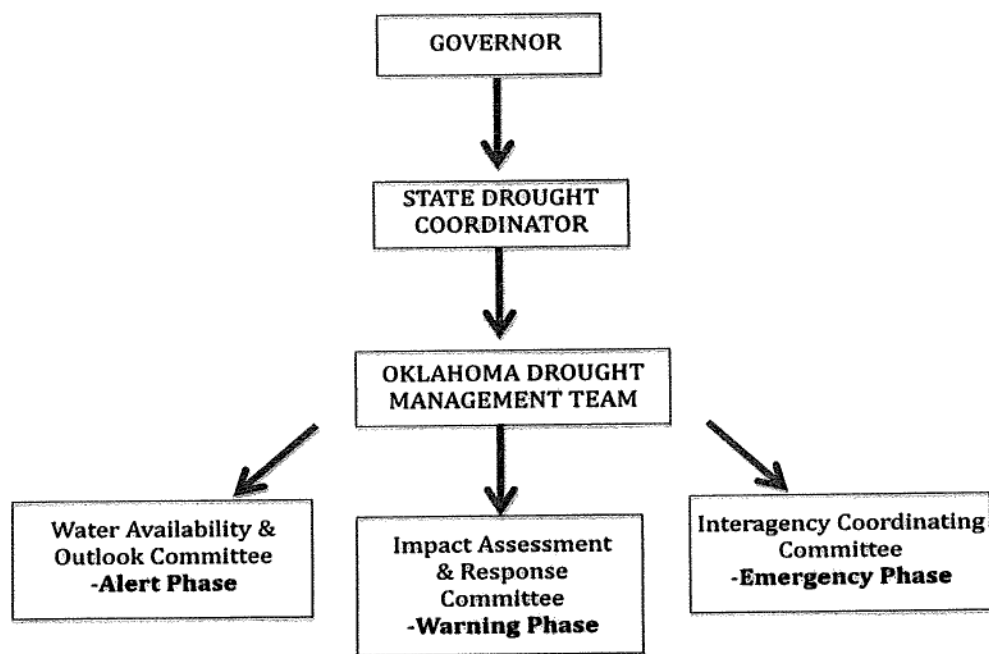 GOVERNOR
STATE DROUGHT
COORDINATOR
OKLAHOMA DROUGHT
MANAGEMENT TEAM
Water Availability &
Outlook Committee
-Alert Phase
Impact Assessment
& Response
Committee
-Warning Phase
Interagency Coordinating
Committee
-Emergency Phase